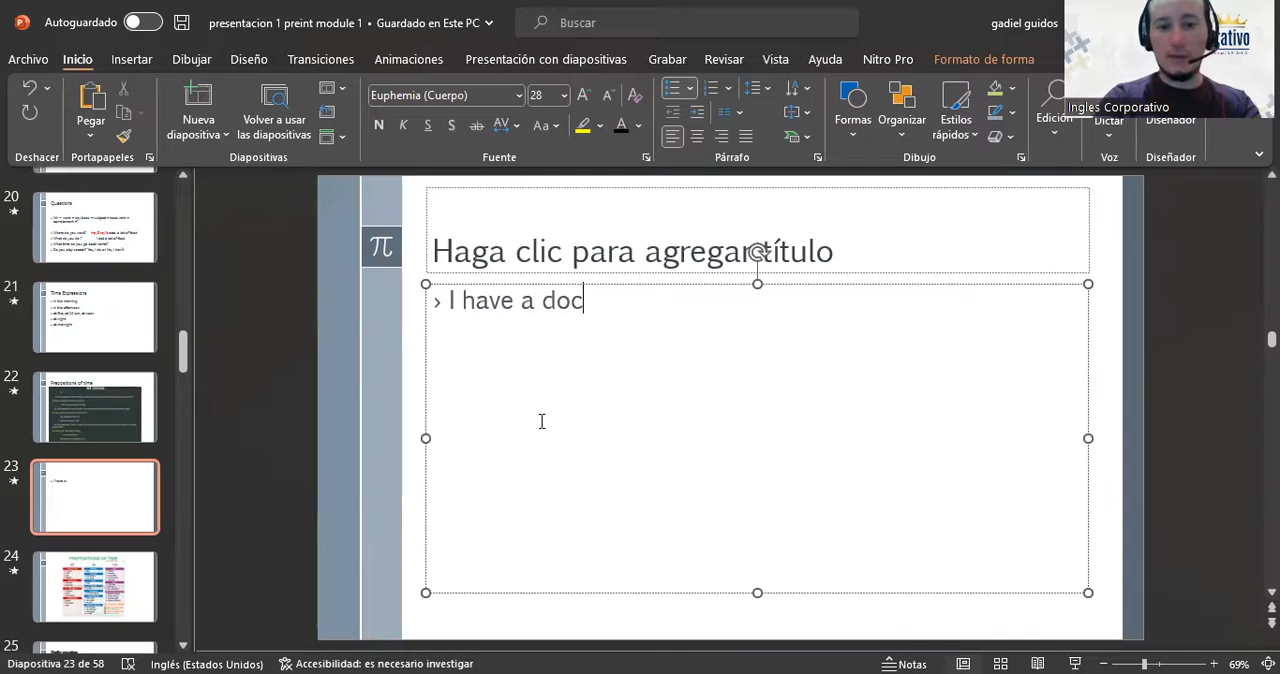 Autoguardado
presentacion 1 preint module 1 • Guardado en Este PC
Buscar
gadiel guidos
Archivo
Inicio
Insertar
Dibujar
Diseño
Transiciones
Animaciones
Presentación con diapositivas
Grabar
Revisar
Vista
Ayuda
Nitro Pro
Formato de forma
Ingles Corporativo
Pegar
Nueva diapositiva
Volver a usar las diapositivas
Euphemia (Cuerpo)
28
N K S S ab AV Aa A
Formas
Organizar
Estilos rápidos
Edición
Dictar
Diseñador
Deshacer
Portapapeles
Diapositivas
Fuente
Párrafo
Dibujo
Voz
Diseñador
20
Questions
21
Time Expressions
22
Prepositions of time
23
24
PREPOSITIONS OF TIME
25
π
Haga clic para agregar título
› I have a doc
Diapositiva 23 de 58
Inglés (Estados Unidos)
Accesibilidad: es necesario investigar
Notas
69%